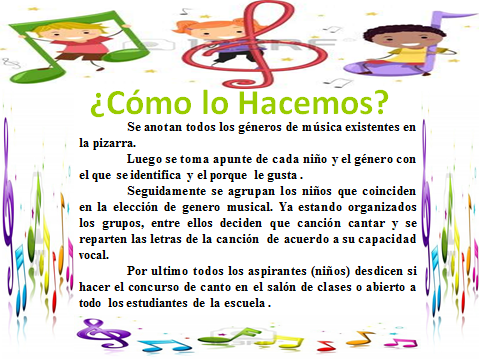 ¿Cómo lo Hacemos?
Se anotan todos los géneros de música existentes en
la pizarra.
Luego se toma apunte de cada niño y el género con
el que se identifica y el porque le gusta .
Seguidamente se agrupan los niños que coinciden
en la elección de genero musical. Ya estando organizados
los grupos, entre ellos deciden que canción cantar y se
reparten las letras de la canción de acuerdo a su capacidad
vocal.
Por ultimo todos los aspirantes (niños) desdicen si
hacer el concurso de canto en el salón de clases o abierto a
todo los estudiantes de la escuela .